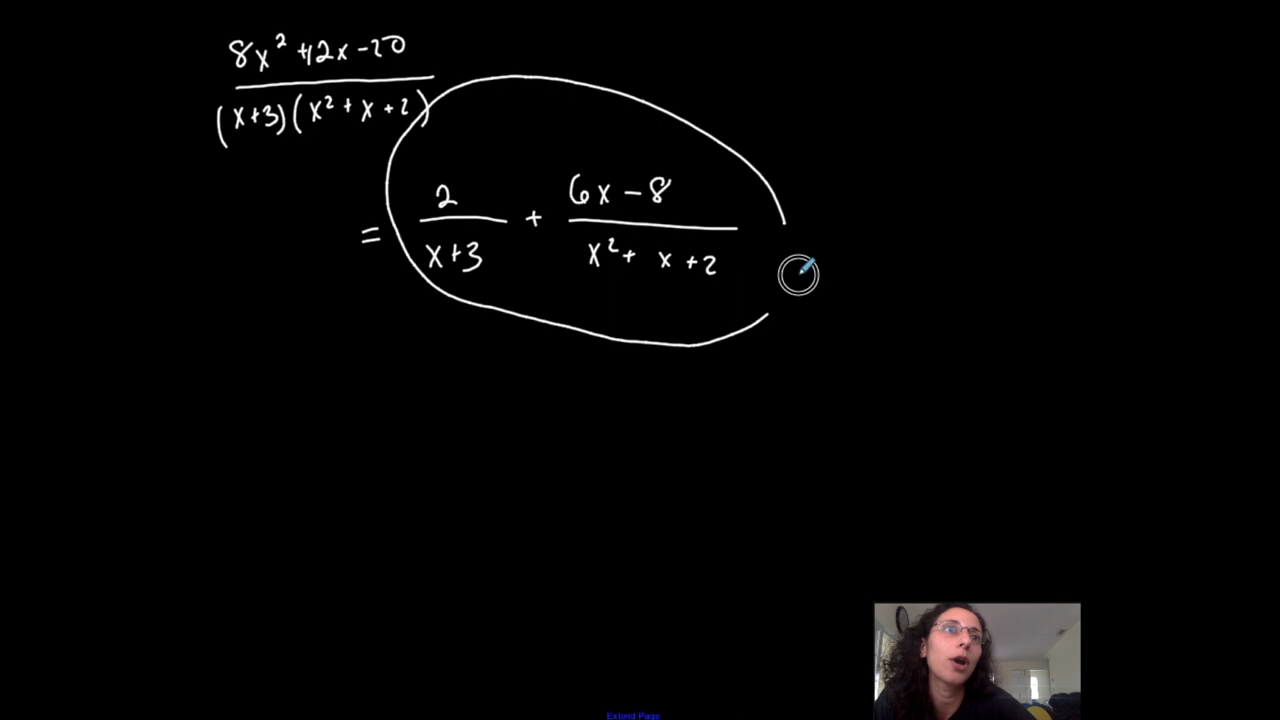 8x² + 12x - 20
(x+3)(x² + x + 2)
= 2/(x+3) + (6x - 8)/(x² + x + 2)
Extend Page